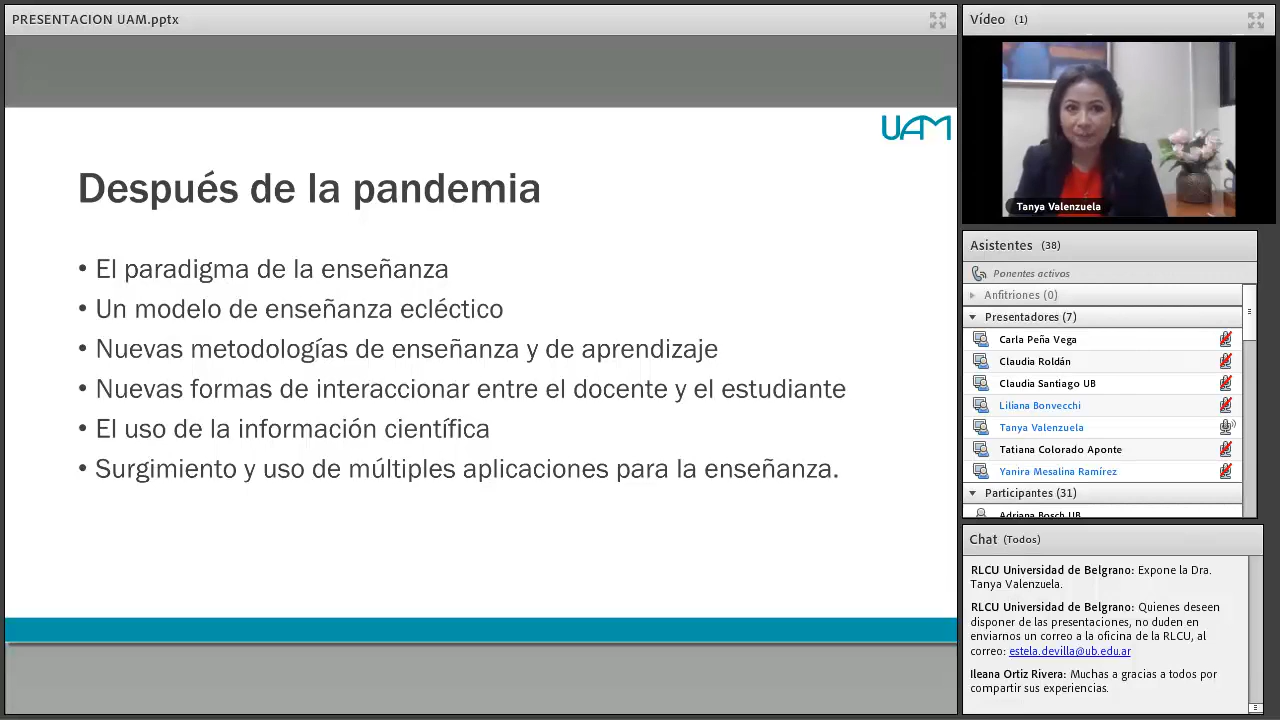 PRESENTACION UAM.pptx
UAM
Después de la pandemia
• El paradigma de la enseñanza
• Un modelo de enseñanza ecléctico
• Nuevas metodologías de enseñanza y de aprendizaje
• Nuevas formas de interaccionar entre el docente y el estudiante
• El uso de la información científica
• Surgimiento y uso de múltiples aplicaciones para la enseñanza.
Vídeo (1)
Tanya Valenzuela
Asistentes (38)
Ponentes activos
Anfitriones (0)
Presentadores (7)
Carla Peña Vega
Claudia Roldán
Claudia Santiago UB
Liliana Bonvecchi
Tanya Valenzuela
Tatiana Colorado Aponte
Yanira Mesalina Ramírez
Participantes (31)
Adriana Bosch UB
Chat (Todos)
RLCU Universidad de Belgrano: Expone la Dra.
Tanya Valenzuela.
RLCU Universidad de Belgrano: Quienes deseen
disponer de las presentaciones, no duden en
enviarnos un correo a la oficina de la RLCU, al
correo: estela.devilla@ub.edu.ar
Ileana Ortiz Rivera: Muchas a gracias a todos por
compartir sus experiencias.